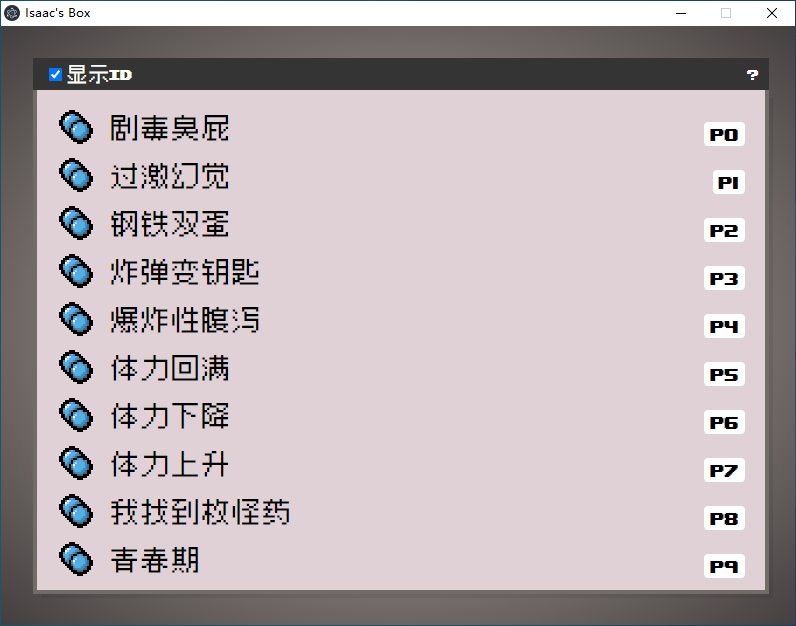 Isaac's Box
显示ID ?
剧毒臭屁 P0
过激幻觉 P1
钢铁双蛋 P2
炸弹变钥匙 P3
爆炸性腹泻 P4
体力回满 P5
体力下降 P6
体力上升 P7
我找到枚怪药 P8
青春期 P9